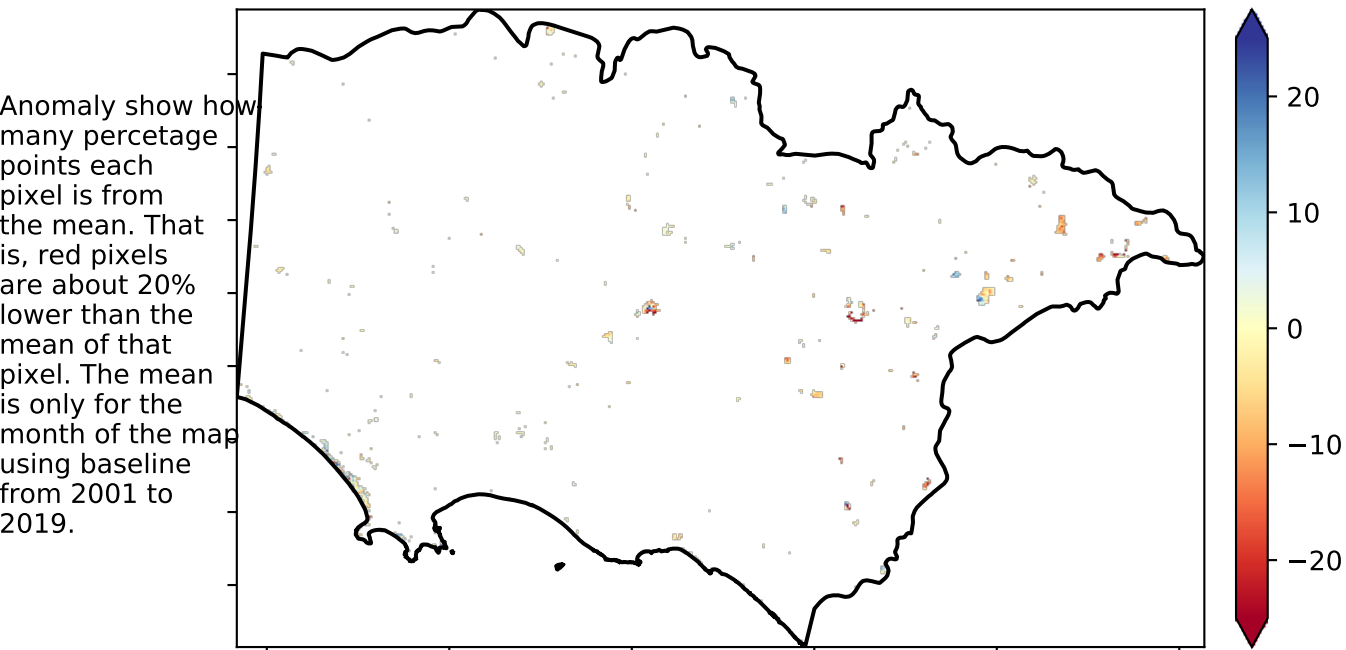 Anomaly show how
many percetage
points each
pixel is from
the mean. That
is, red pixels
are about 20%
lower than the
mean of that
pixel. The mean
is only for the
month of the map
using baseline
from 2001 to
2019.
20
10
0
−10
−20